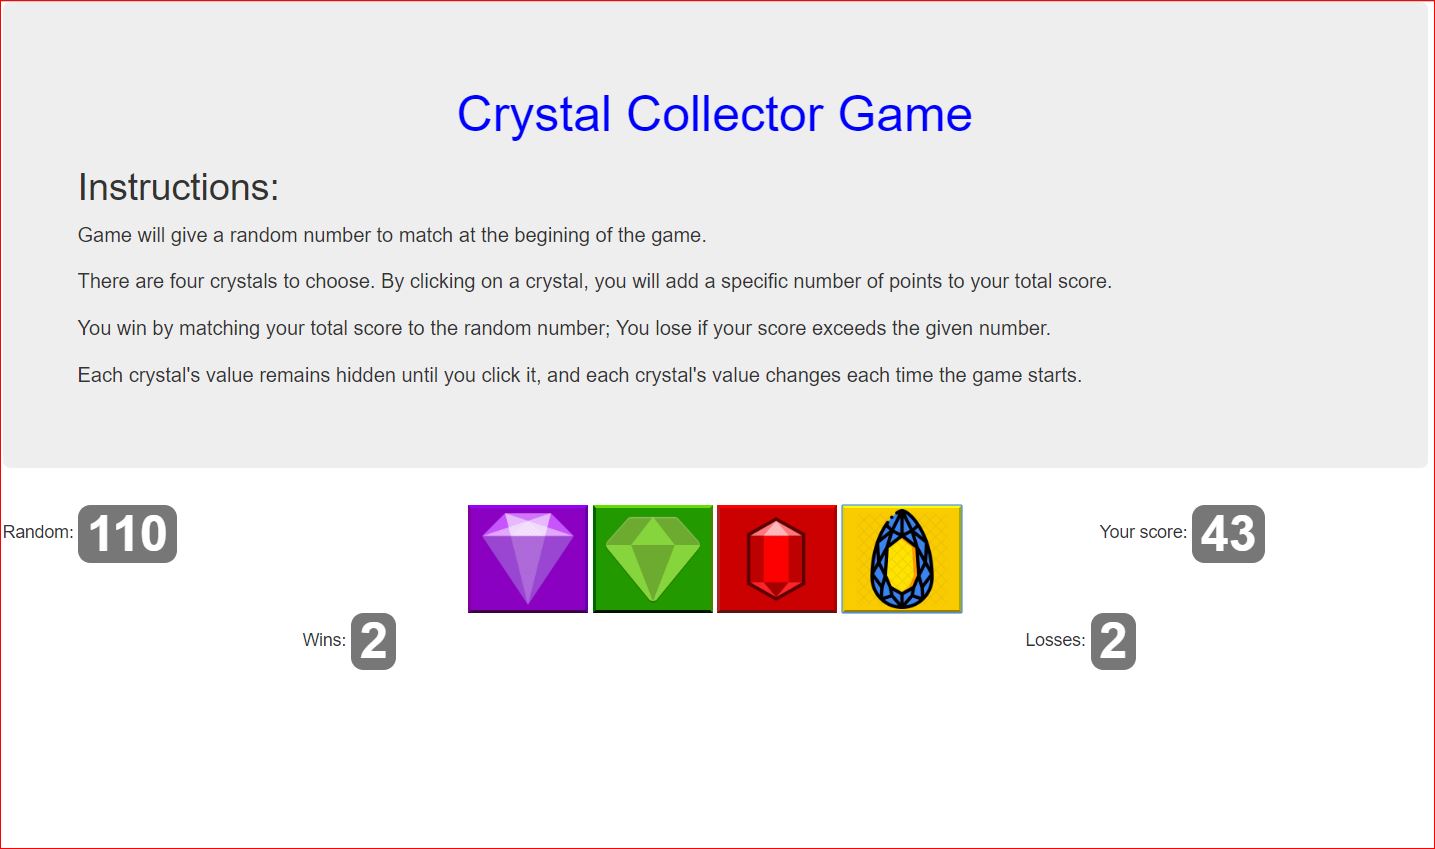 Crystal Collector Game
Instructions:
Game will give a random number to match at the begining of the game.
There are four crystals to choose. By clicking on a crystal, you will add a specific number of points to your total score.
You win by matching your total score to the random number; You lose if your score exceeds the given number.
Each crystal's value remains hidden until you click it, and each crystal's value changes each time the game starts.
Random: 110
Your score: 43
Wins: 2
Losses: 2